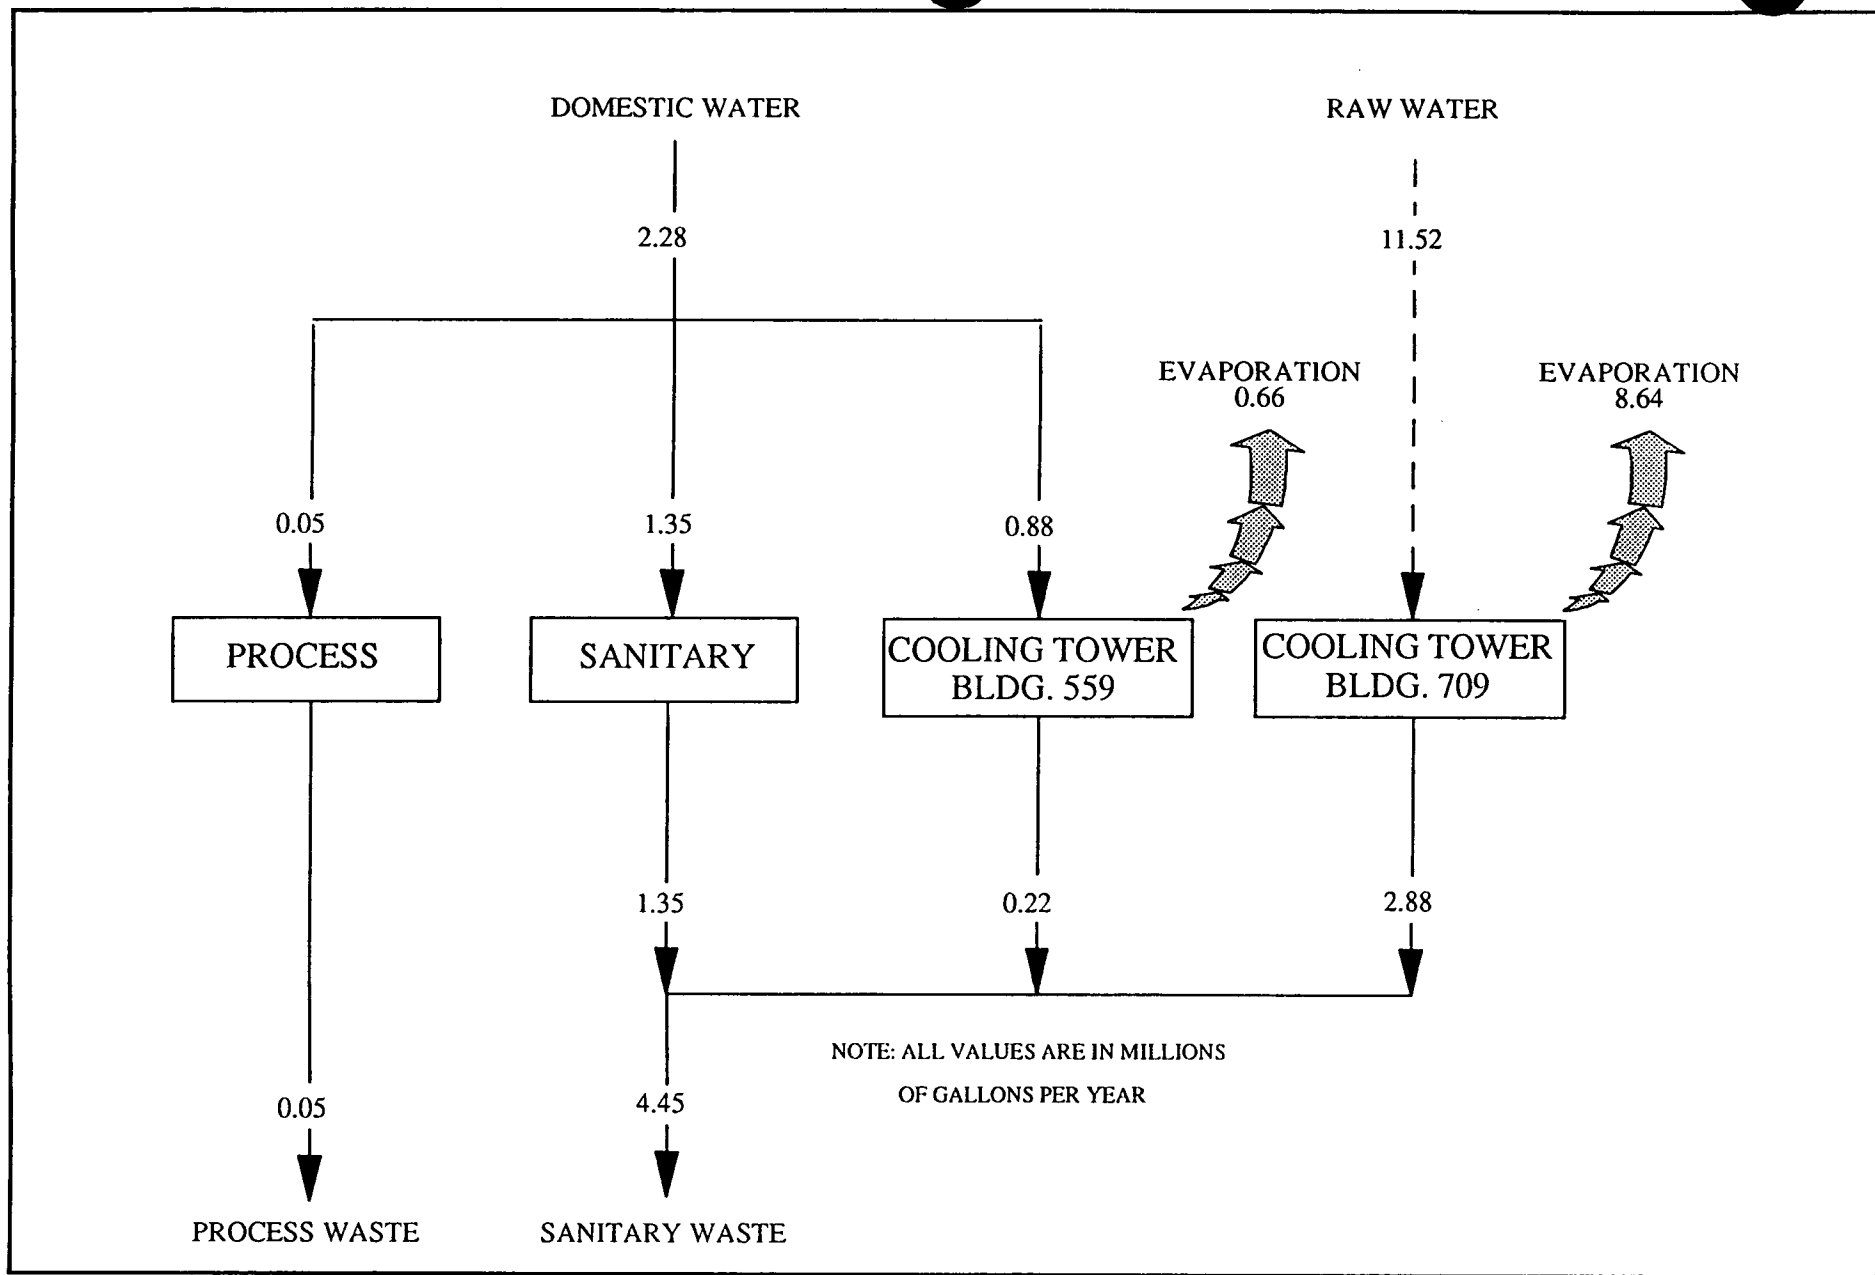 DOMESTIC WATER
RAW WATER
2.28
11.52
EVAPORATION
0.66
EVAPORATION
8.64
0.05
1.35
0.88
PROCESS
SANITARY
COOLING TOWER
BLDG. 559
COOLING TOWER
BLDG. 709
1.35
0.22
2.88
NOTE: ALL VALUES ARE IN MILLIONS
OF GALLONS PER YEAR
0.05
4.45
PROCESS WASTE
SANITARY WASTE